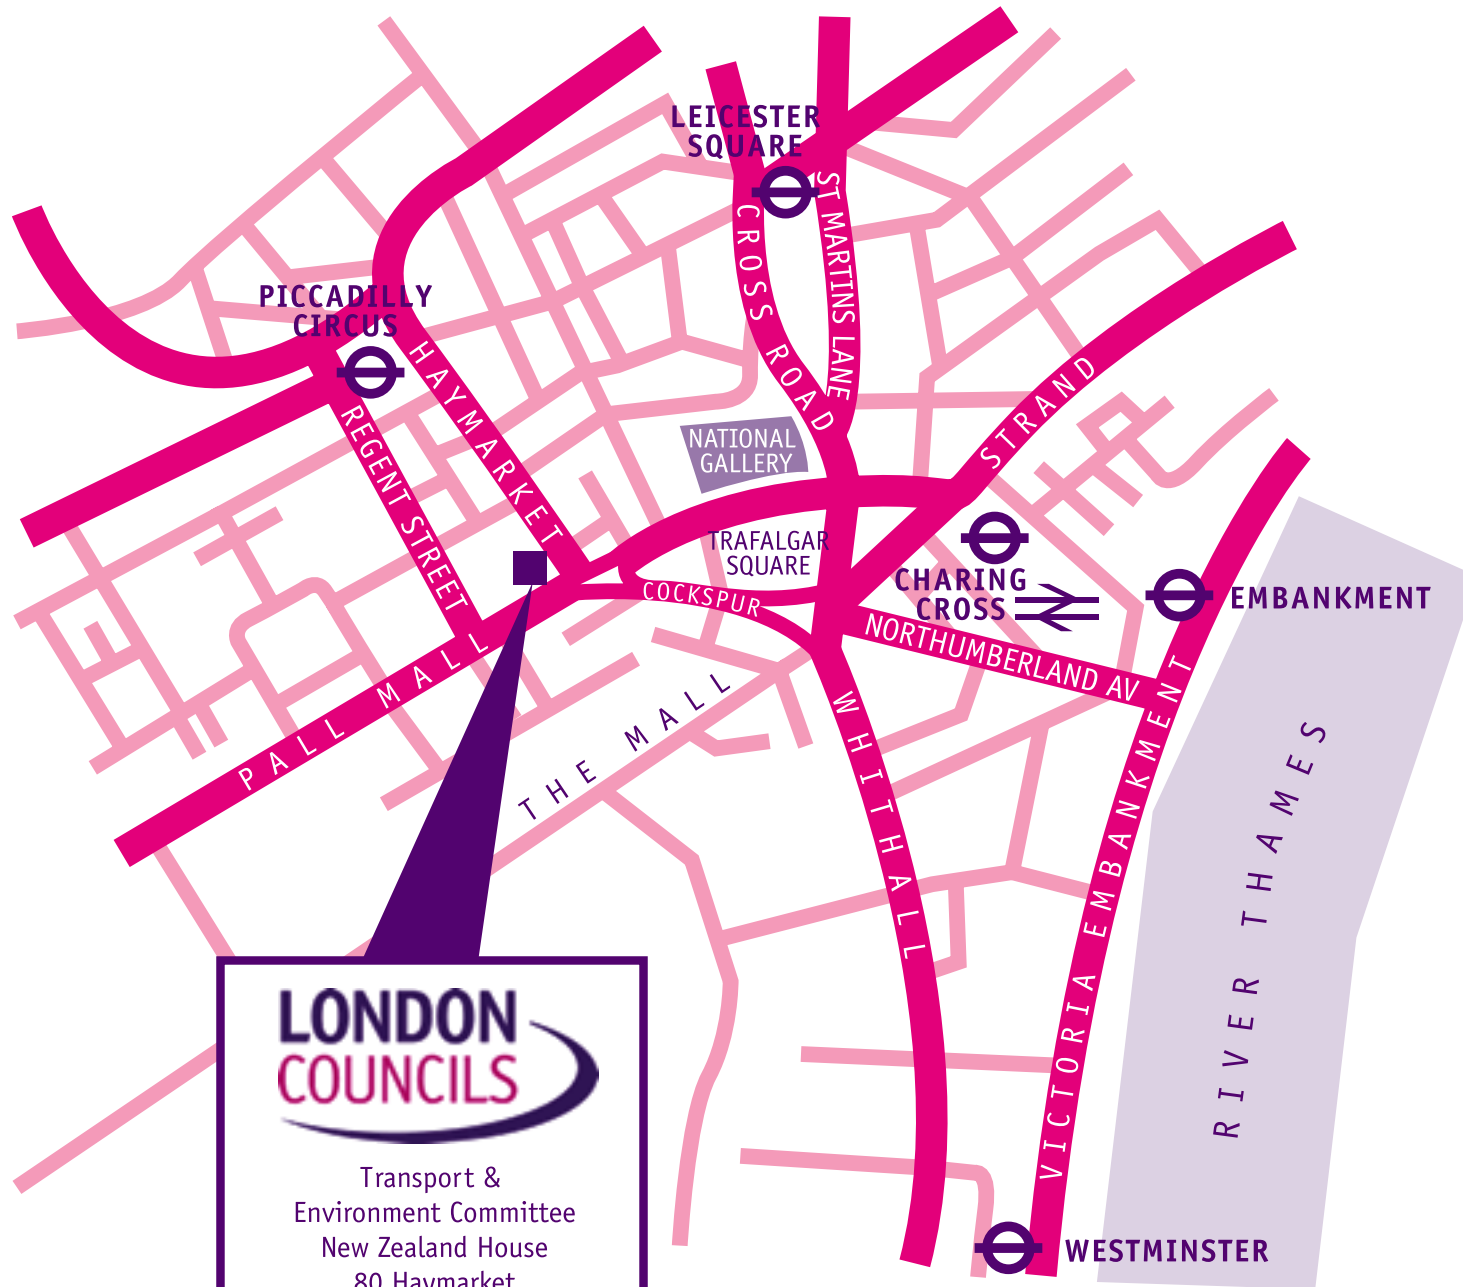 LEICESTER
SQUARE
ST MARTINS LANE
CROSS ROAD
PICCADILLY
CIRCUS
HAYMARKET
REGENT STREET
STRAND
NATIONAL
GALLERY
TRAFALGAR
SQUARE
COCKSPUR
CHARING
CROSS
EMBANKMENT
NORTHUMBERLAND AV
PALL MALL
THE MALL
WHITHALL
VICTORIA EMBANKMENT
RIVER THAMES
WESTMINSTER
LONDON
COUNCILS
Transport &
Environment Committee
New Zealand House
80 Haymarket